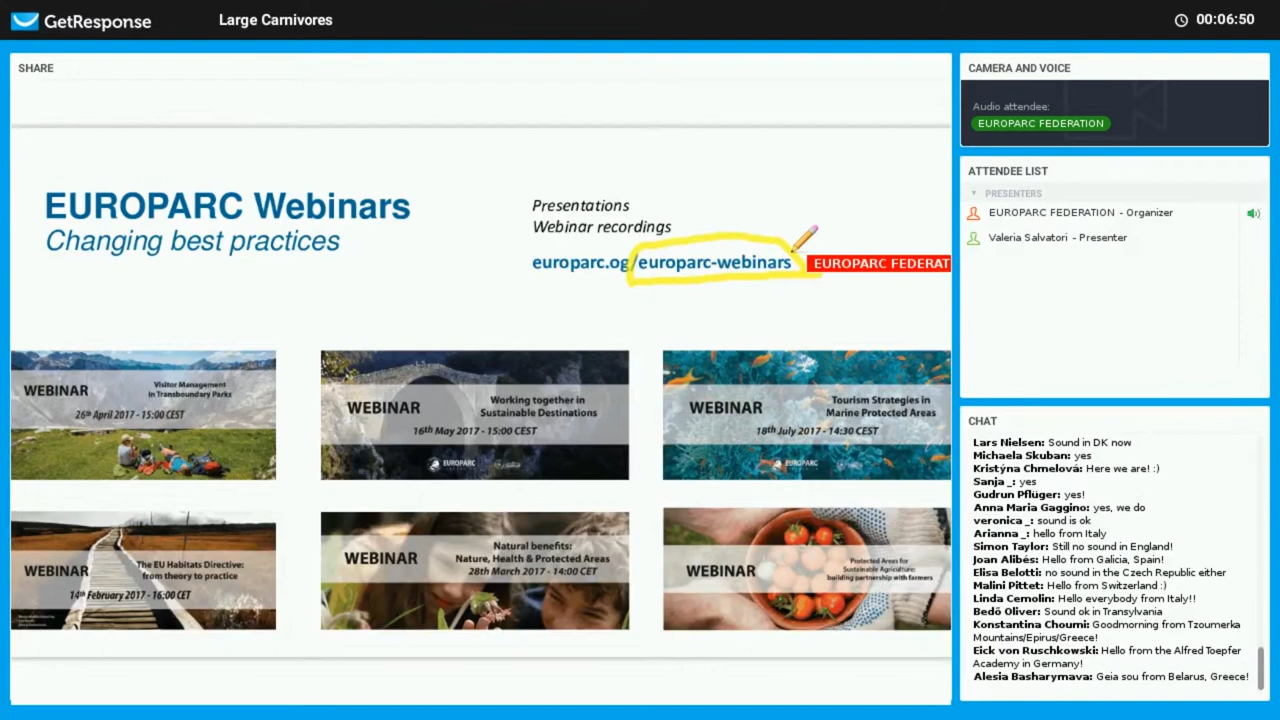 GetResponse
Large Carnivores
00:06:50
SHARE
EUROPARC Webinars
Changing best practices
Presentations
Webinar recordings
europarc.og/europarc-webinars
EUROPARC FEDERAT
WEBINAR
Visitor Management
in Transboundary Parks
26th April 2017 - 15:00 CEST
WEBINAR
Working together in
Sustainable Destinations
16th May 2017 - 15:00 CEST
EUROPARC
WEBINAR
Tourism Strategies in
Marine Protected Areas
18th July 2017 - 14:30 CEST
EUROPARC
WEBINAR
The EU Habitats Directive:
from theory to practice
14th February 2017 - 16:00 CET
WEBINAR
Natural benefits:
Nature, Health & Protected Areas
28th March 2017 - 14:00 CET
WEBINAR
Protected Areas for
Sustainable Agriculture:
building partnership with farmers
CAMERA AND VOICE
Audio attendee:
EUROPARC FEDERATION
ATTENDEE LIST
PRESENTERS
EUROPARC FEDERATION - Organizer
Valeria Salvatori - Presenter
CHAT
Lars Nielsen: Sound in DK now
Michaela Skuban: yes
Kristýna Chmelová: Here we are! :)
Sanja _: yes
Gudrun Pflüger: yes!
Anna Maria Gaggino: yes, we do
veronica _: sound is ok
Arianna _: hello from Italy
Simon Taylor: Still no sound in England!
Joan Alibés: Hello from Galicia, Spain!
Elisa Belotti: no sound in the Czech Republic either
Malini Pittet: Hello from Switzerland :)
Linda Cemolin: Hello everybody from Italy!!
Bedő Oliver: Sound ok in Transylvania
Konstantina Choumi: Goodmorning from Tzoumerka
Mountains/Epirus/Greece!
Eick von Ruschkowski: Hello from the Alfred Toepfer
Academy in Germany!
Alesia Basharymava: Geia sou from Belarus, Greece!